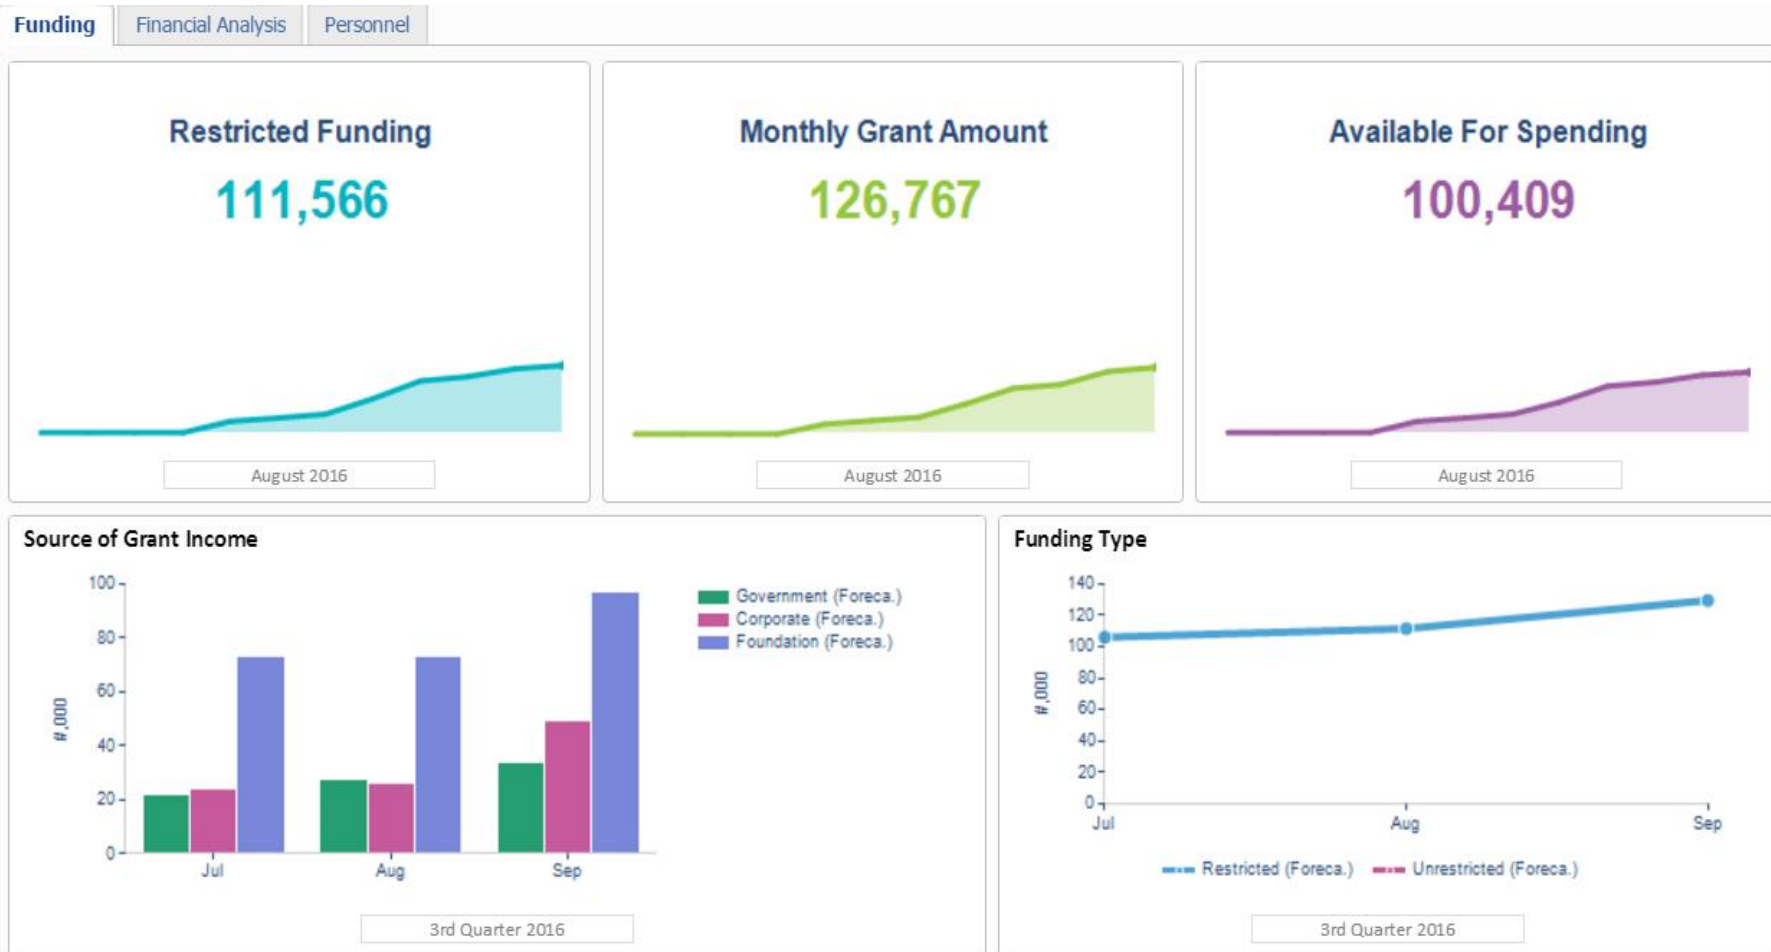 Funding Financial Analysis Personnel
Restricted Funding
111,566
August 2016
Monthly Grant Amount
126,767
August 2016
Available For Spending
100,409
August 2016
Source of Grant Income
100
80
60
40
20
0
#,000
Jul Aug Sep
Government (Foreca.)
Corporate (Foreca.)
Foundation (Foreca.)
3rd Quarter 2016
Funding Type
140
120
100
80
60
40
20
0
#,000
Jul Aug Sep
Restricted (Foreca.) Unrestricted (Foreca.)
3rd Quarter 2016